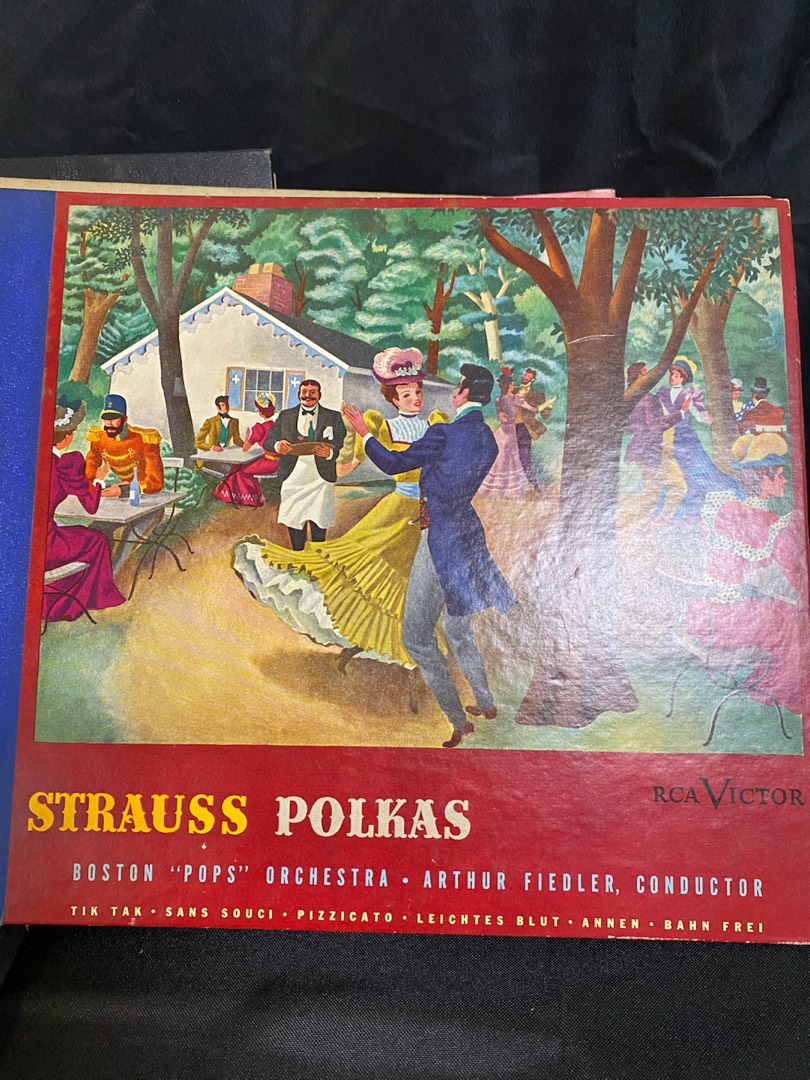 STRAUSS POLKAS
RCA VICTOR
BOSTON "POPS" ORCHESTRA • ARTHUR FIEDLER, CONDUCTOR
TIK TAK • SANS SOUCI • PIZZICATO • LEICHTES BLUT • ANNEN • BAHN FREI